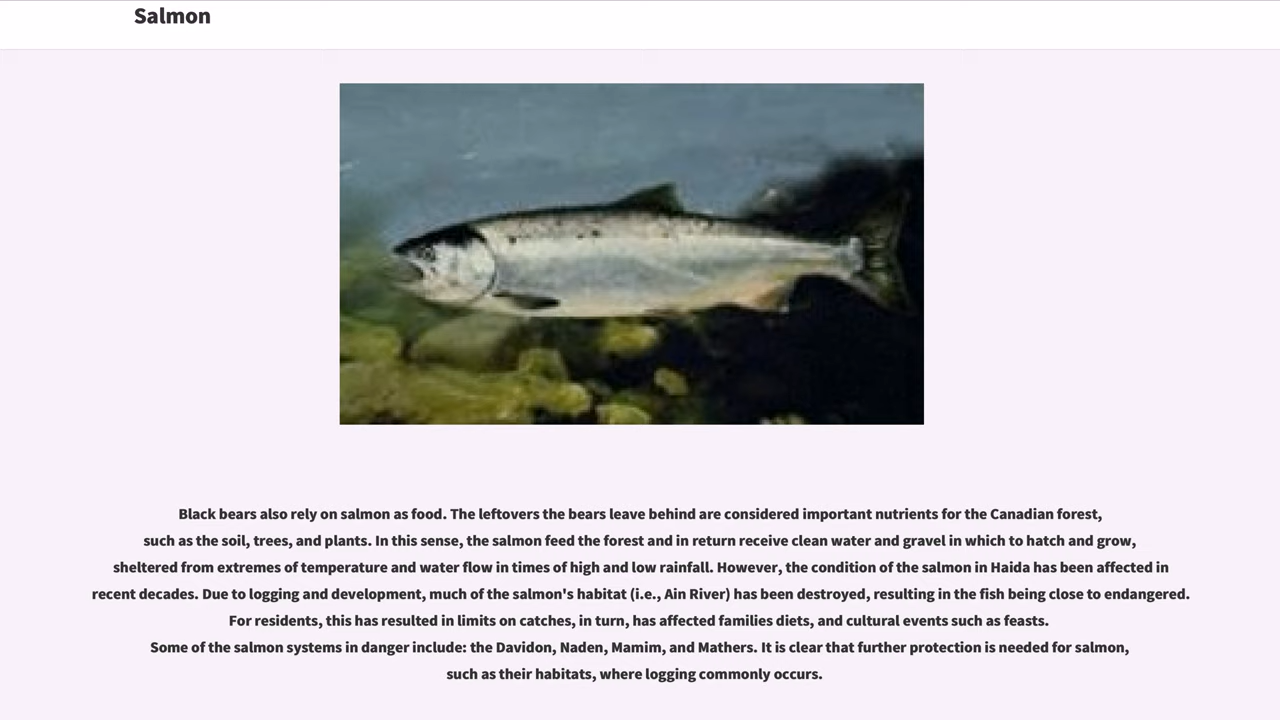 Salmon
Black bears also rely on salmon as food. The leftovers the bears leave behind are considered important nutrients for the Canadian forest,
such as the soil, trees, and plants. In this sense, the salmon feed the forest and in return receive clean water and gravel in which to hatch and grow,
sheltered from extremes of temperature and water flow in times of high and low rainfall. However, the condition of the salmon in Haida has been affected in
recent decades. Due to logging and development, much of the salmon's habitat (i.e., Ain River) has been destroyed, resulting in the fish being close to endangered.
For residents, this has resulted in limits on catches, in turn, has affected families diets, and cultural events such as feasts.
Some of the salmon systems in danger include: the Davidon, Naden, Mamim, and Mathers. It is clear that further protection is needed for salmon,
such as their habitats, where logging commonly occurs.